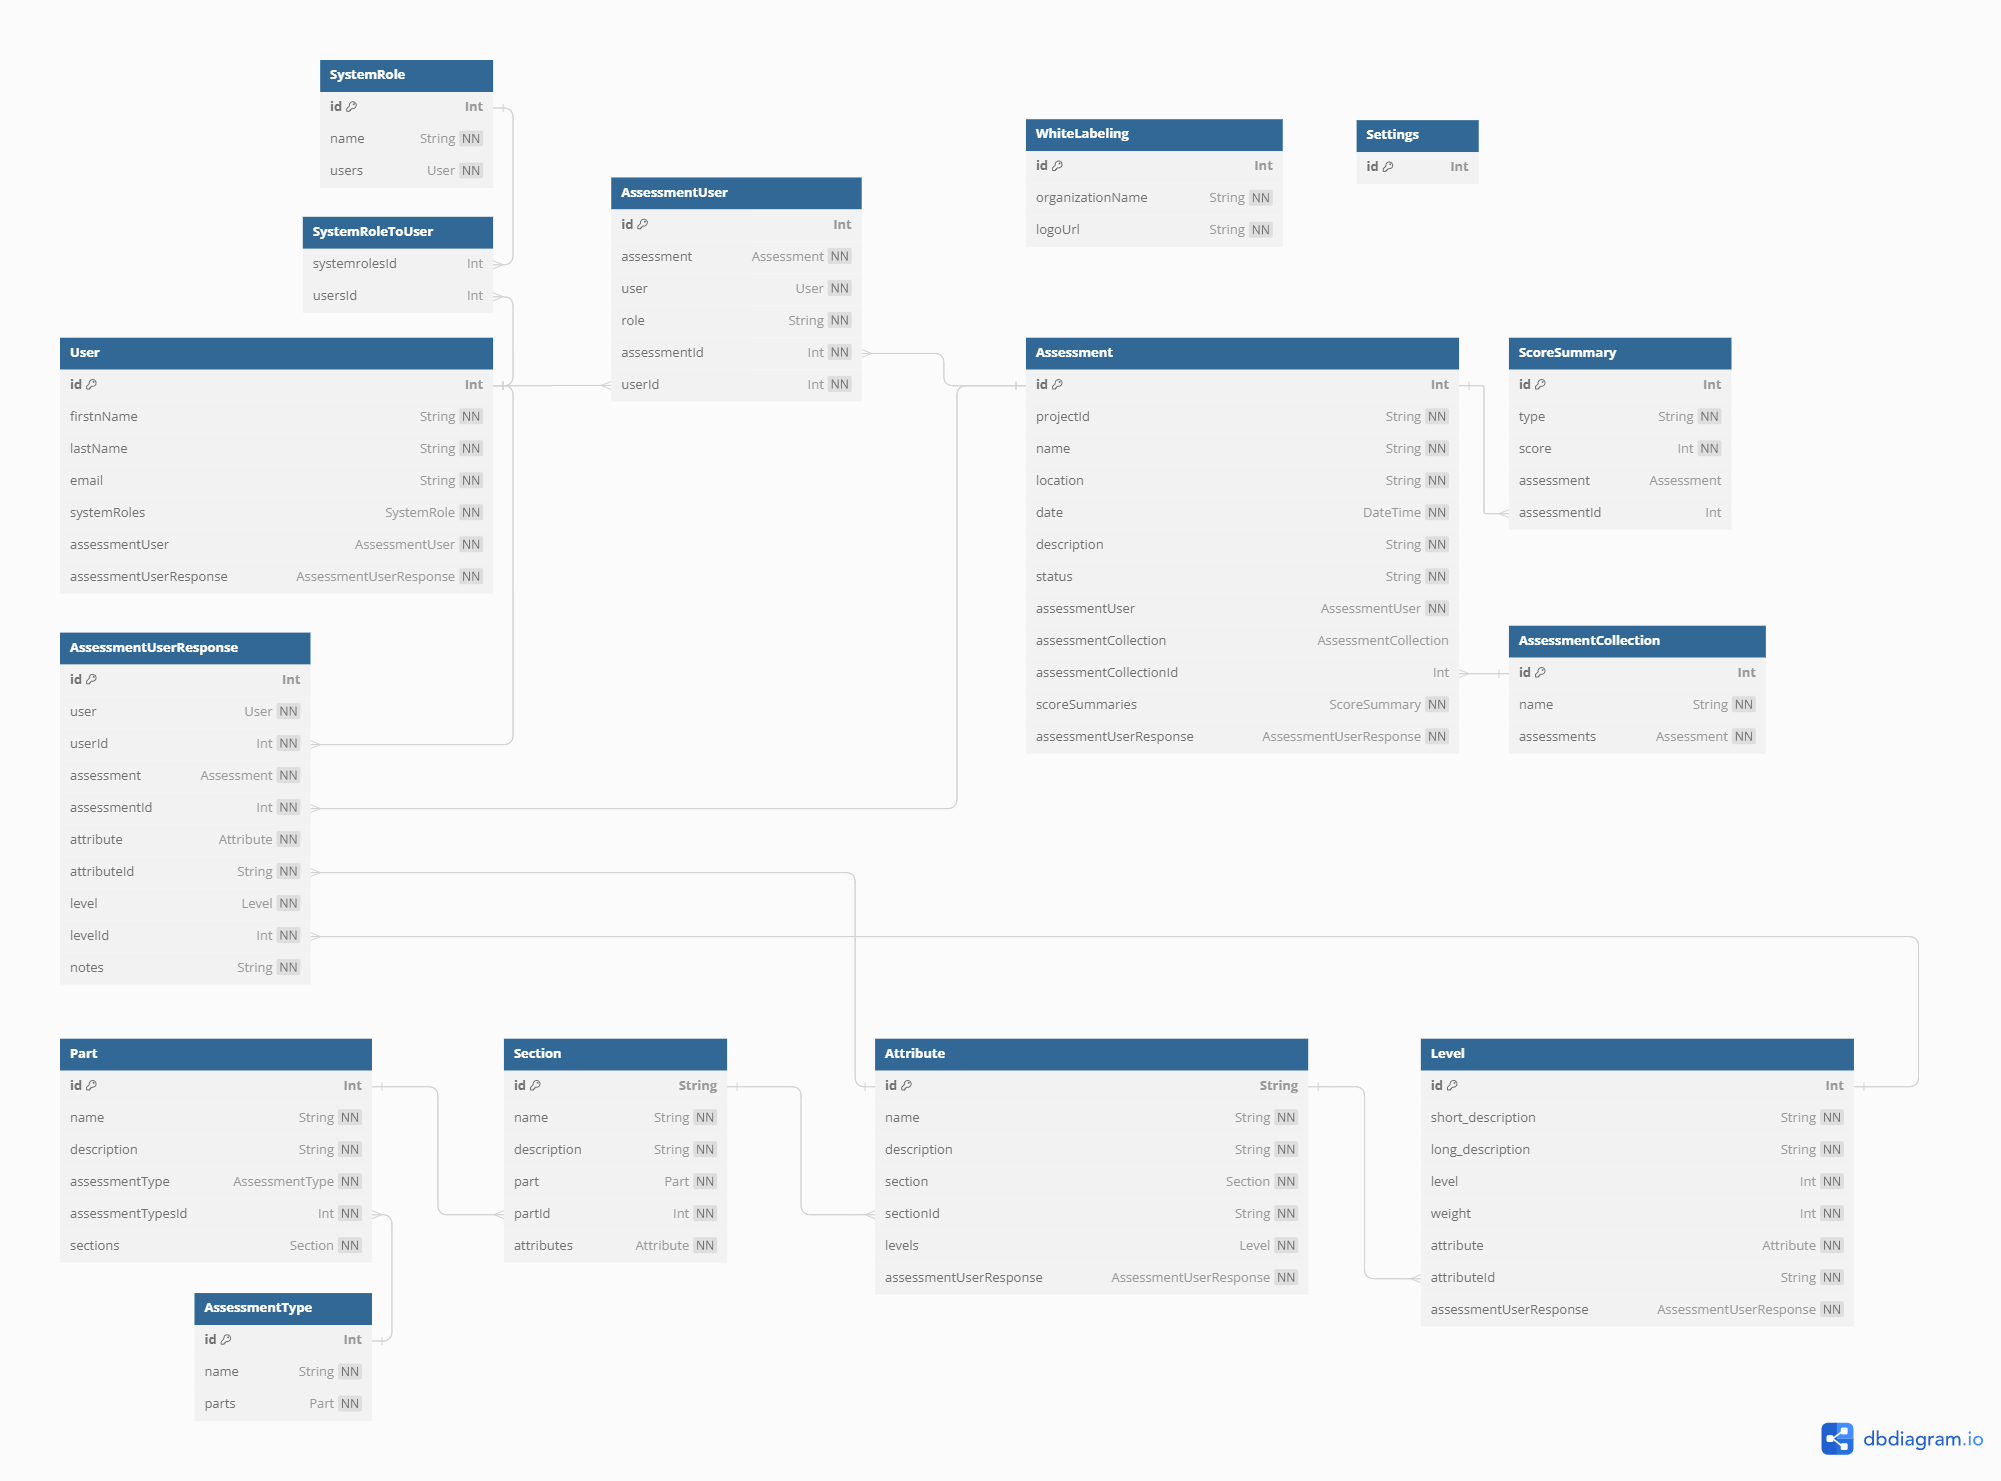 SystemRole
id Int
name String NN
users User NN
SystemRoleToUser
systemrolesId Int
usersId Int
User
id Int
firstnName String NN
lastName String NN
email String NN
systemRoles SystemRole NN
assessmentUser AssessmentUser NN
assessmentUserResponse AssessmentUserResponse NN
AssessmentUser
id Int
assessment Assessment NN
user User NN
role String NN
assessmentId Int NN
userId Int NN
WhiteLabeling
id Int
organizationName String NN
logoUrl String NN
Settings
id Int
Assessment
id Int
projectId String NN
name String NN
location String NN
date DateTime NN
description String NN
status String NN
assessmentUser AssessmentUser NN
assessmentCollection AssessmentCollection
assessmentCollectionId Int
scoreSummaries ScoreSummary NN
assessmentUserResponse AssessmentUserResponse NN
ScoreSummary
id Int
type String NN
score Int NN
assessment Assessment
assessmentId Int
AssessmentCollection
id Int
name String NN
assessments Assessment NN
AssessmentUserResponse
id Int
user User NN
userId Int NN
assessment Assessment NN
assessmentId Int NN
attribute Attribute NN
attributeId String NN
level Level NN
levelId Int NN
notes String NN
Part
id Int
name String NN
description String NN
assessmentType AssessmentType NN
assessmentTypesId Int NN
sections Section NN
AssessmentType
id Int
name String NN
parts Part NN
Section
id String
name String NN
description String NN
part Part NN
partId Int NN
attributes Attribute NN
Attribute
id String
name String NN
description String NN
section Section NN
sectionId String NN
levels Level NN
assessmentUserResponse AssessmentUserResponse NN
Level
id Int
short_description String NN
long_description String NN
level Int NN
weight Int NN
attribute Attribute NN
attributeId String NN
assessmentUserResponse AssessmentUserResponse NN
dbdiagram.io